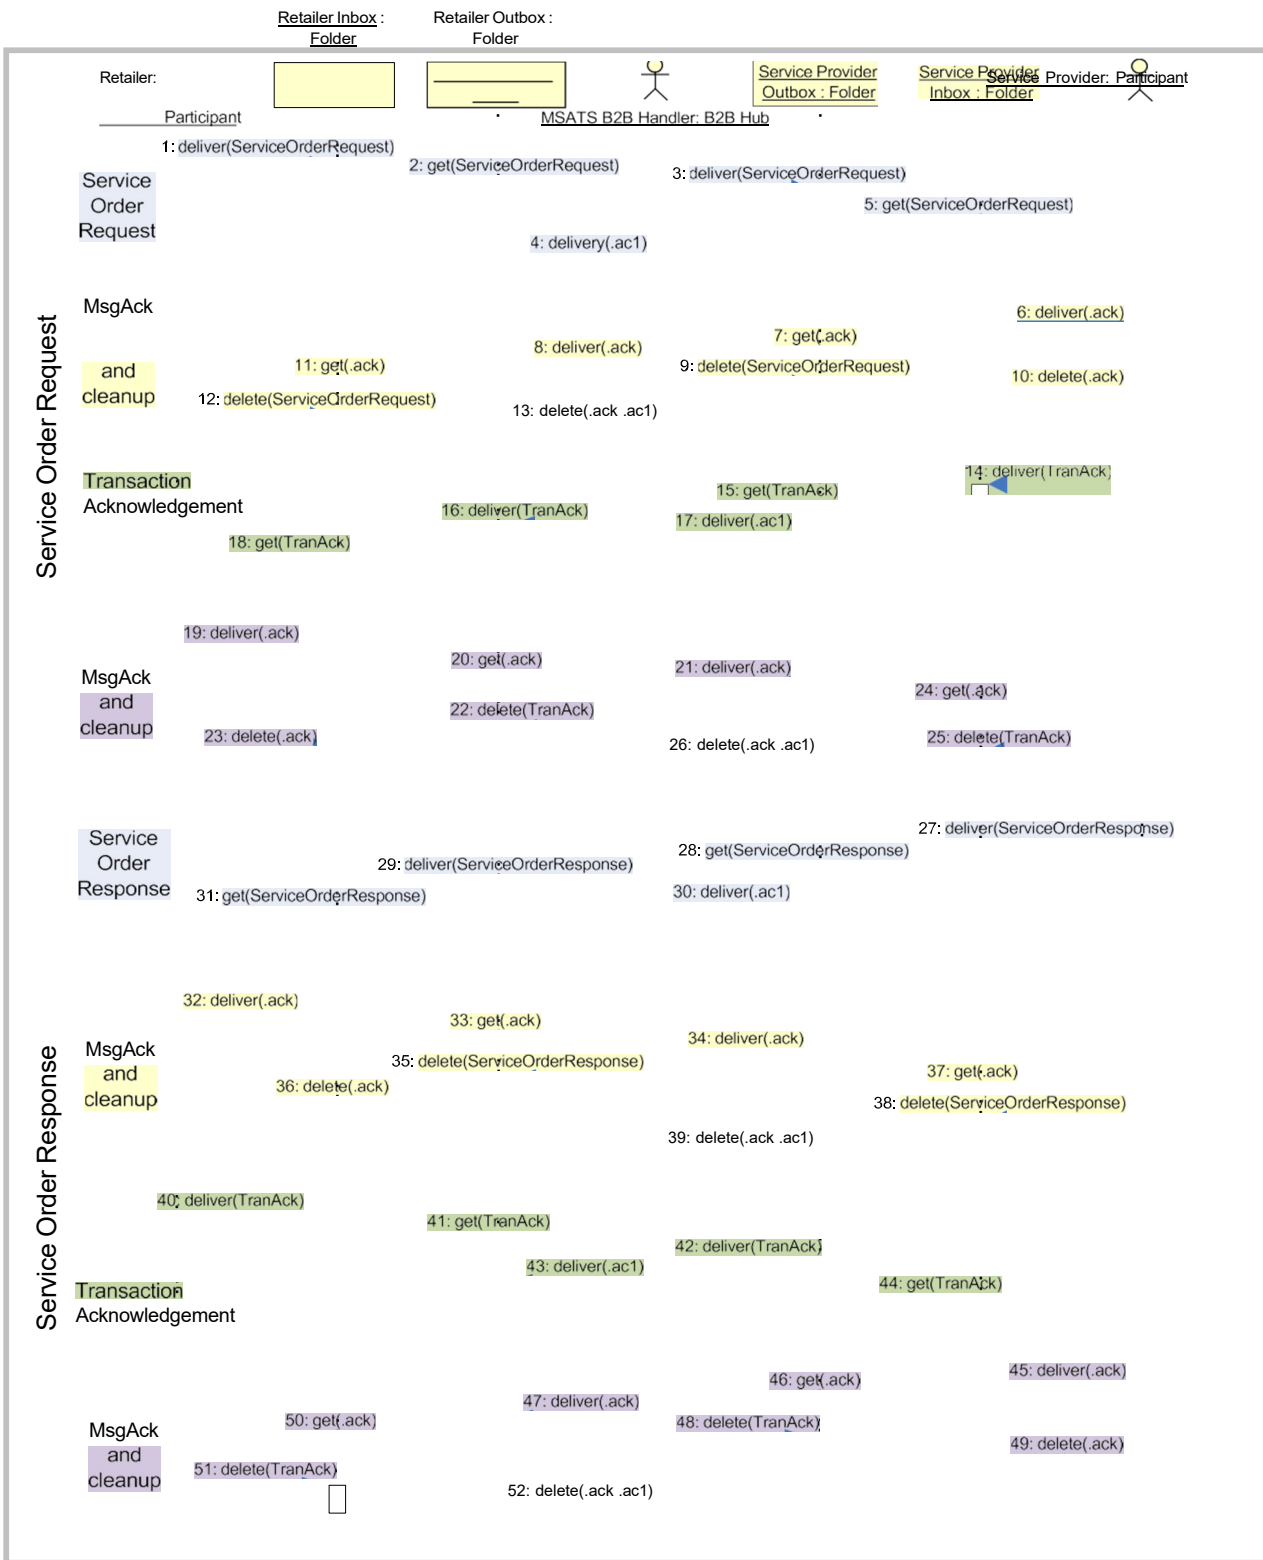 Retailer Inbox :
Folder
Retailer Outbox :
Folder
Retailer:
Participant
MSATS B2B Handler: B2B Hub
Service Provider
Outbox : Folder
Service Provider
Inbox : Folder
Service Provider: Participant
Service Order Request
Service
Order
Request
1: deliver(ServiceOrderRequest)
2: get(ServiceOrderRequest)
3: deliver(ServiceOrderRequest)
5: get(ServiceOrderRequest)
4: delivery(.ac1)
MsgAck
and
cleanup
6: deliver(.ack)
7: get(.ack)
8: deliver(.ack)
9: delete(ServiceOrderRequest)
11: get(.ack)
10: delete(.ack)
12: delete(ServiceOrderRequest)
13: delete(.ack .ac1)
Transaction
Acknowledgement
14: deliver(TranAck)
15: get(TranAck)
16: deliver(TranAck)
17: deliver(.ac1)
18: get(TranAck)
MsgAck
and
cleanup
19: deliver(.ack)
20: get(.ack)
21: deliver(.ack)
24: get(.ack)
22: delete(TranAck)
23: delete(.ack)
25: delete(TranAck)
26: delete(.ack .ac1)
Service Order Response
Service
Order
Response
27: deliver(ServiceOrderResponse)
28: get(ServiceOrderResponse)
29: deliver(ServiceOrderResponse)
30: deliver(.ac1)
31: get(ServiceOrderResponse)
MsgAck
and
cleanup
32: deliver(.ack)
33: get(.ack)
34: deliver(.ack)
35: delete(ServiceOrderResponse)
37: get(.ack)
36: delete(.ack)
38: delete(ServiceOrderResponse)
39: delete(.ack .ac1)
Transaction
Acknowledgement
40: deliver(TranAck)
41: get(TranAck)
42: deliver(TranAck)
43: deliver(.ac1)
44: get(TranAck)
MsgAck
and
cleanup
45: deliver(.ack)
46: get(.ack)
47: deliver(.ack)
50: get(.ack)
48: delete(TranAck)
49: delete(.ack)
51: delete(TranAck)
52: delete(.ack .ac1)